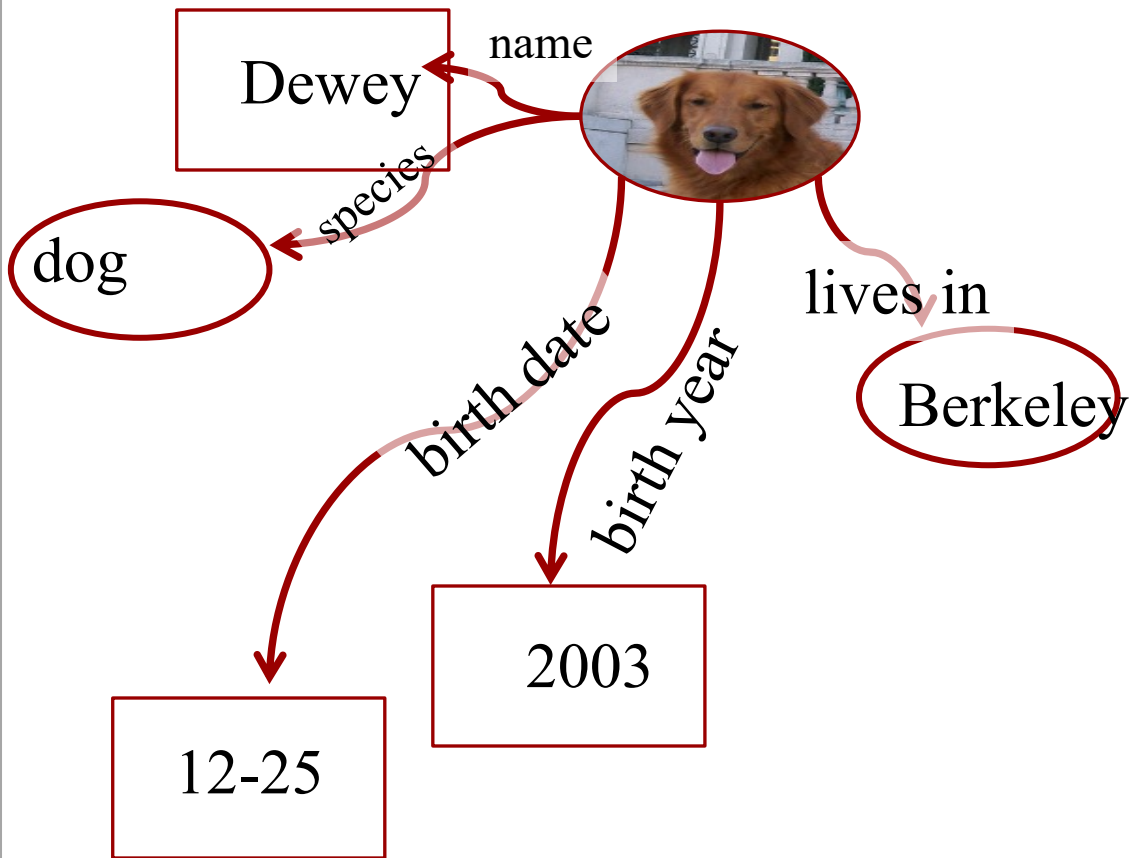 name
Dewey
species
dog
lives in
birth date
birth year
Berkeley
2003
12-25